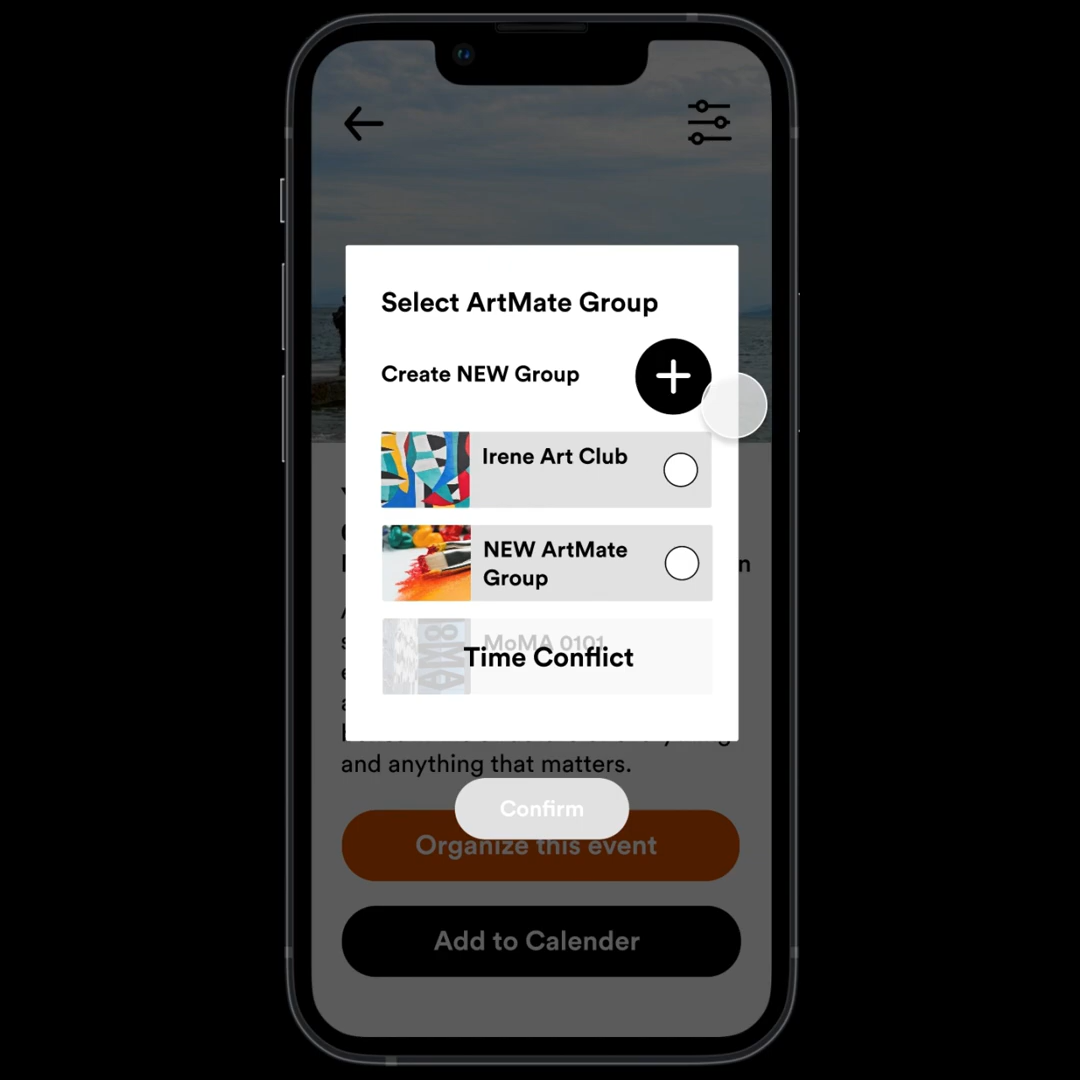 Select ArtMate Group
Create NEW Group
Irene Art Club
NEW ArtMate
Group
MoMA 0101
Time Conflict
and anything that matters.
Confirm
Organize this event
Add to Calender